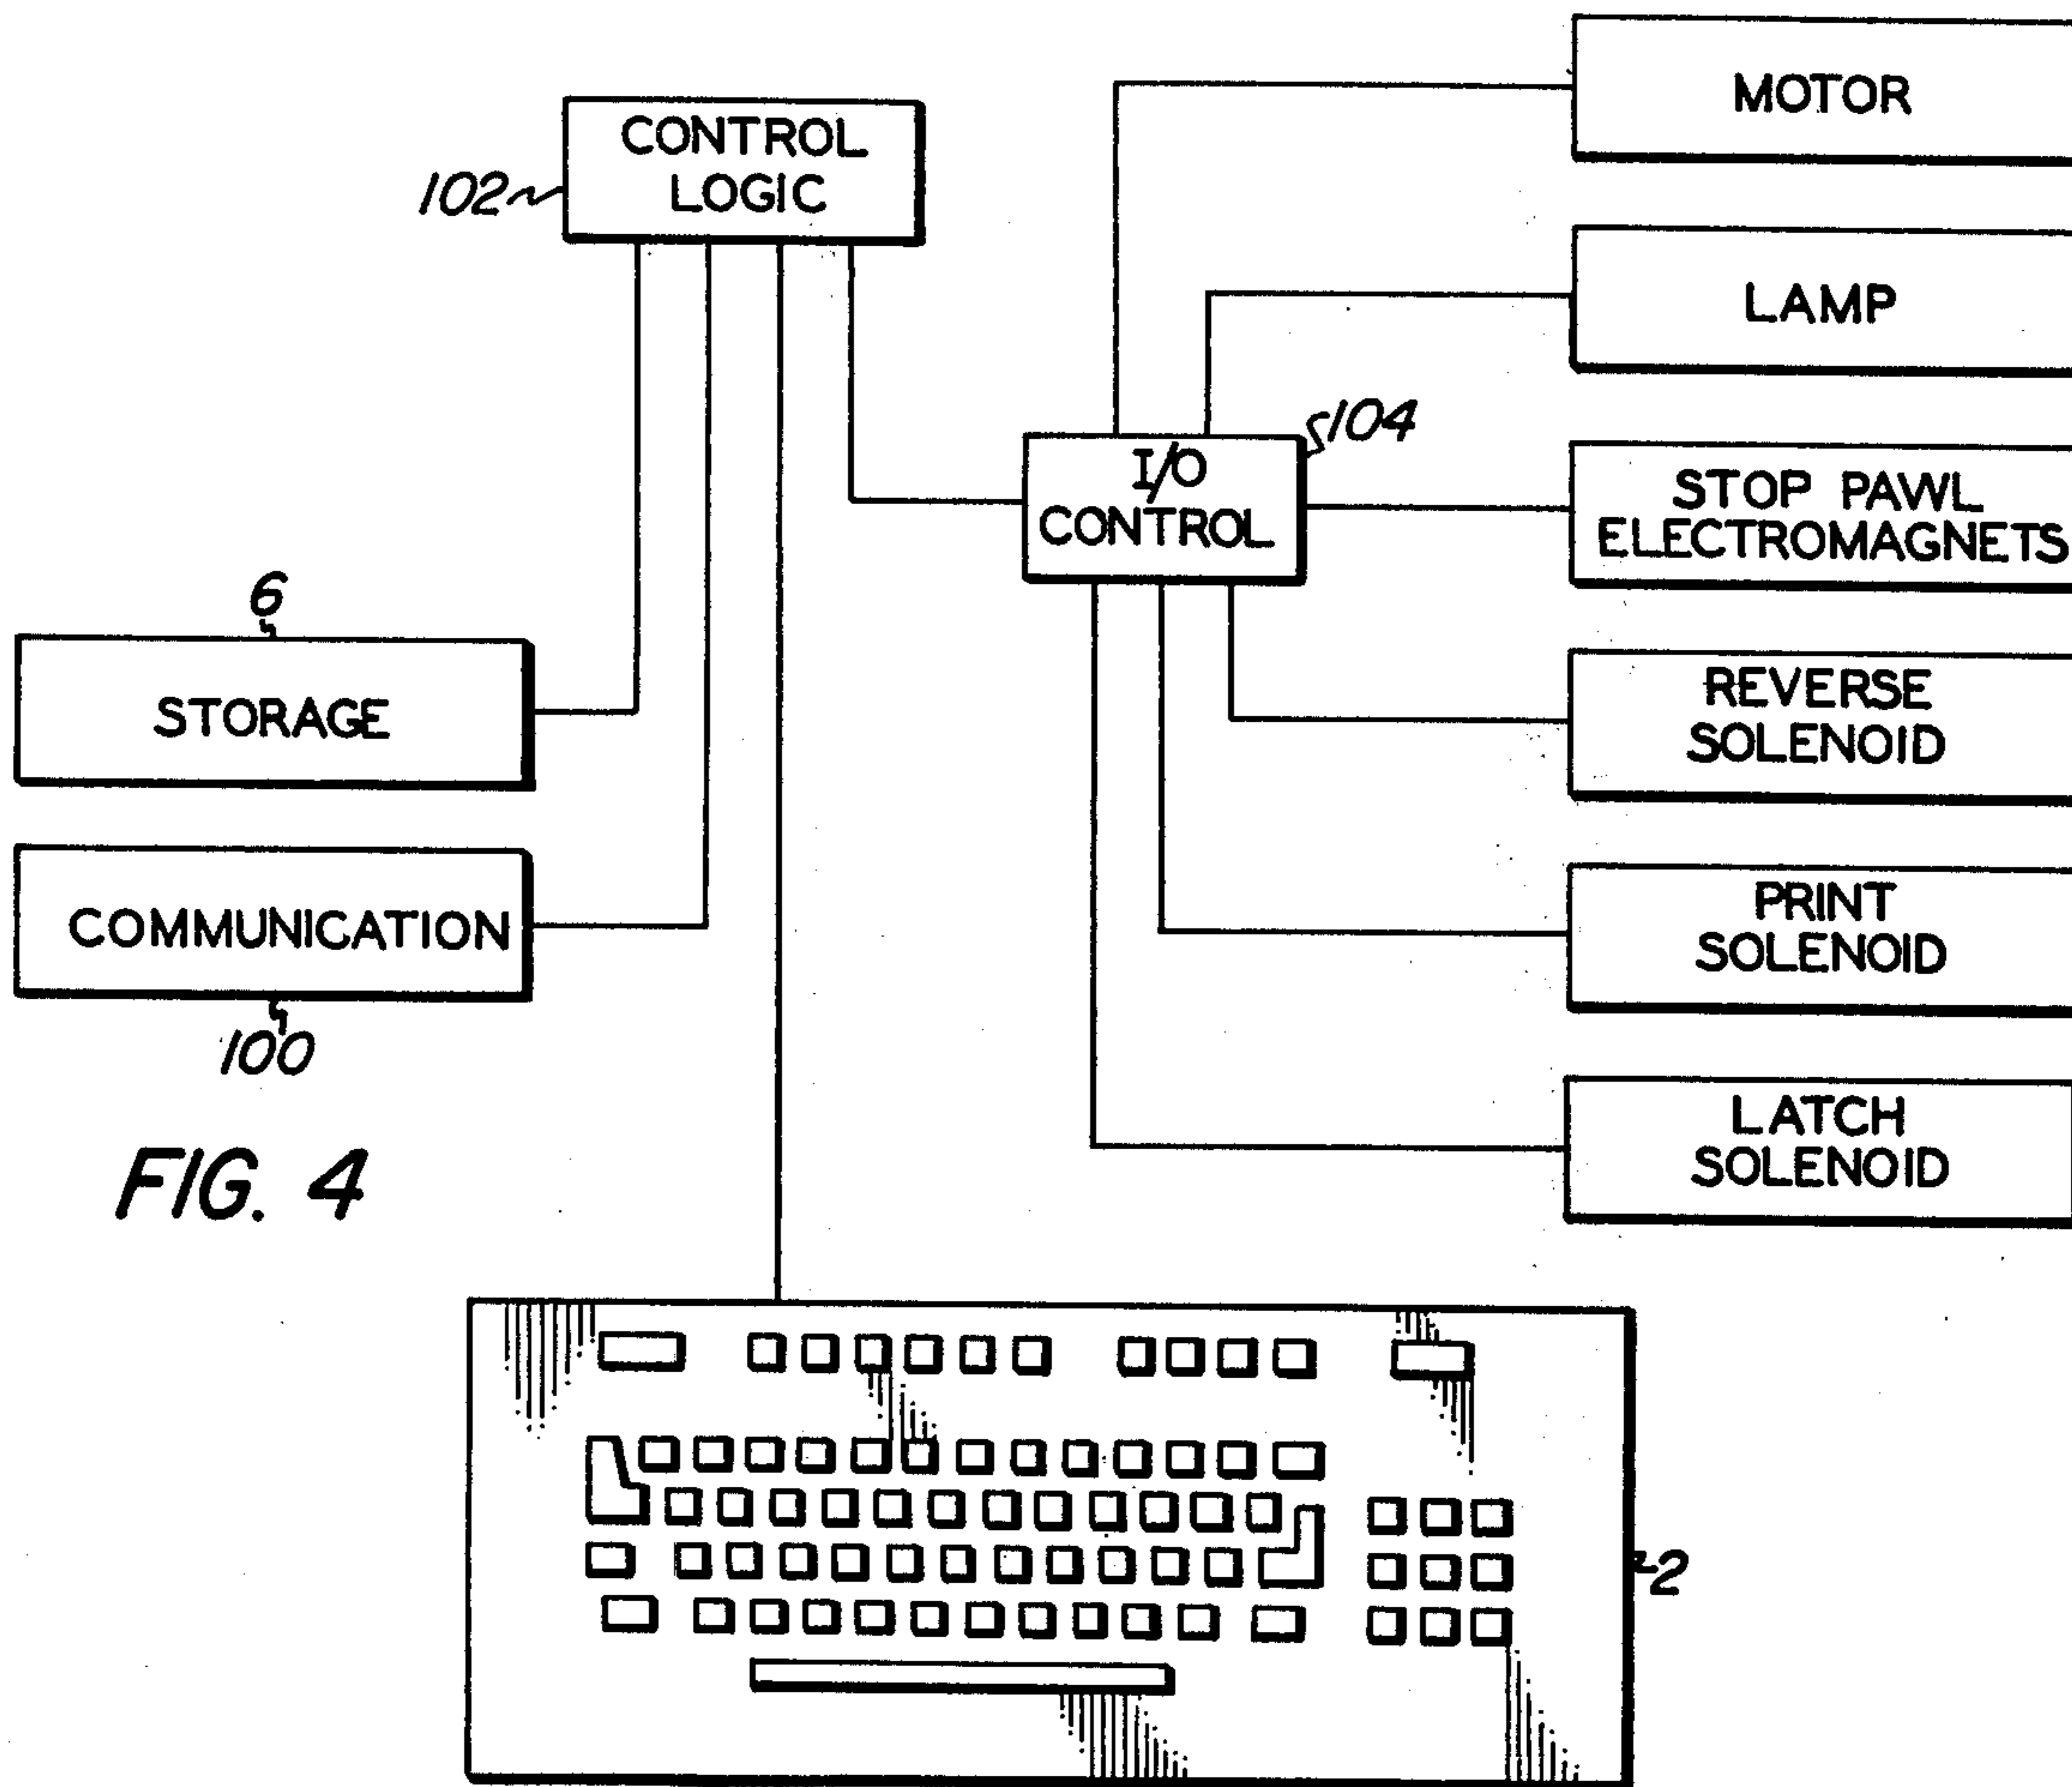 MOTOR
CONTROL
LOGIC
102
LAMP
104
I/O
CONTROL
STOP PAWL
ELECTROMAGNETS
6
STORAGE
REVERSE
SOLENOID
COMMUNICATION
100
PRINT
SOLENOID
LATCH
SOLENOID
FIG. 4
2